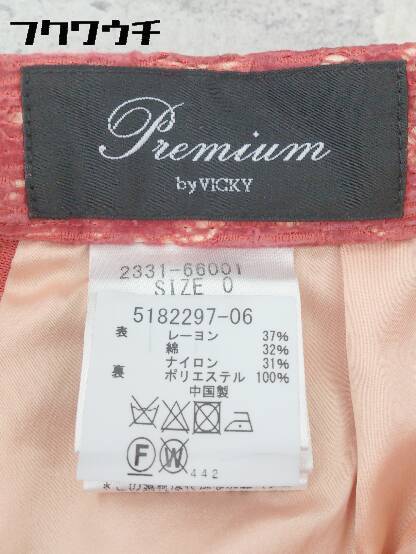 フクワウチ
Premium
by VICKY
2331-66001
SIZE 0
5182297-06
表 レーヨン 37%
綿 32%
ナイロン 31%
裏 ポリエステル 100%
中国製
F W
442